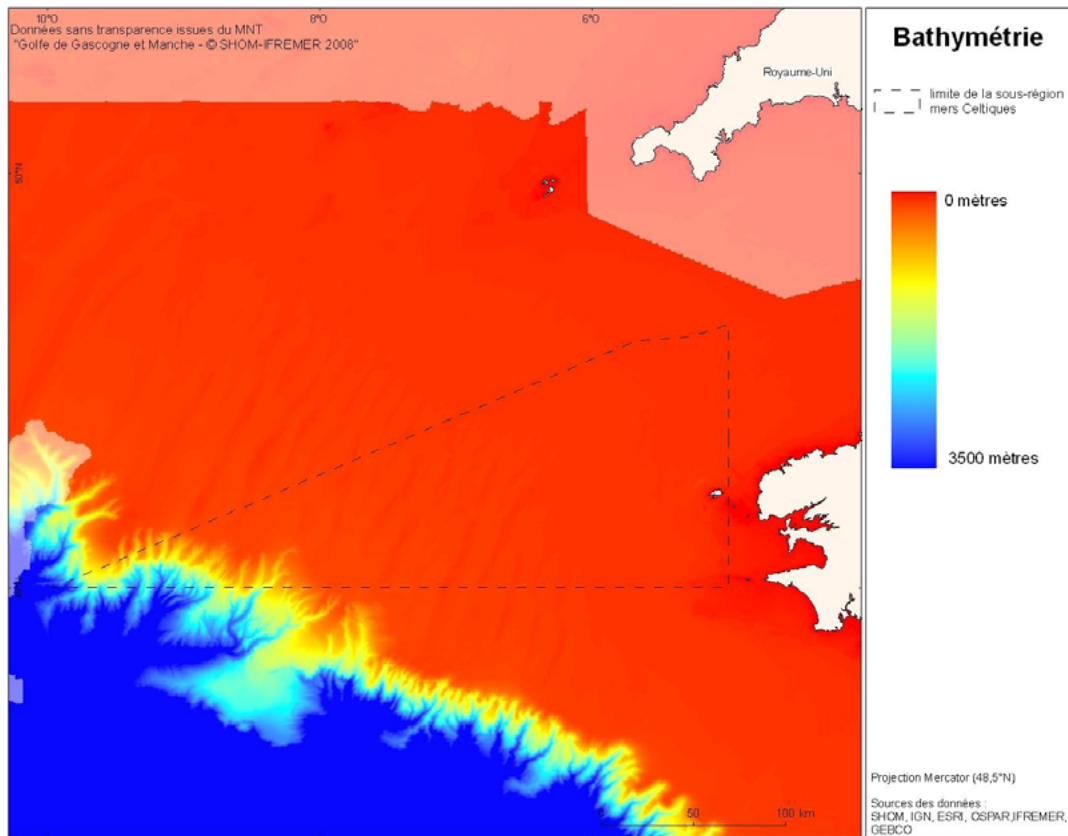 10°O
8°O
6°O
Données sans transparence issues du MNT
"Golfe de Gascogne et Manche - © SHOM-IFREMER 2008"
Royaume-Uni
50°N
0
50
100 km
Bathymétrie
limite de la sous-région
mers Celtiques
0 mètres
3500 mètres
Projection Mercator (48,5°N)
Sources des données :
SHOM, IGN, ESRI, OSPAR,IFREMER,
GEBCO